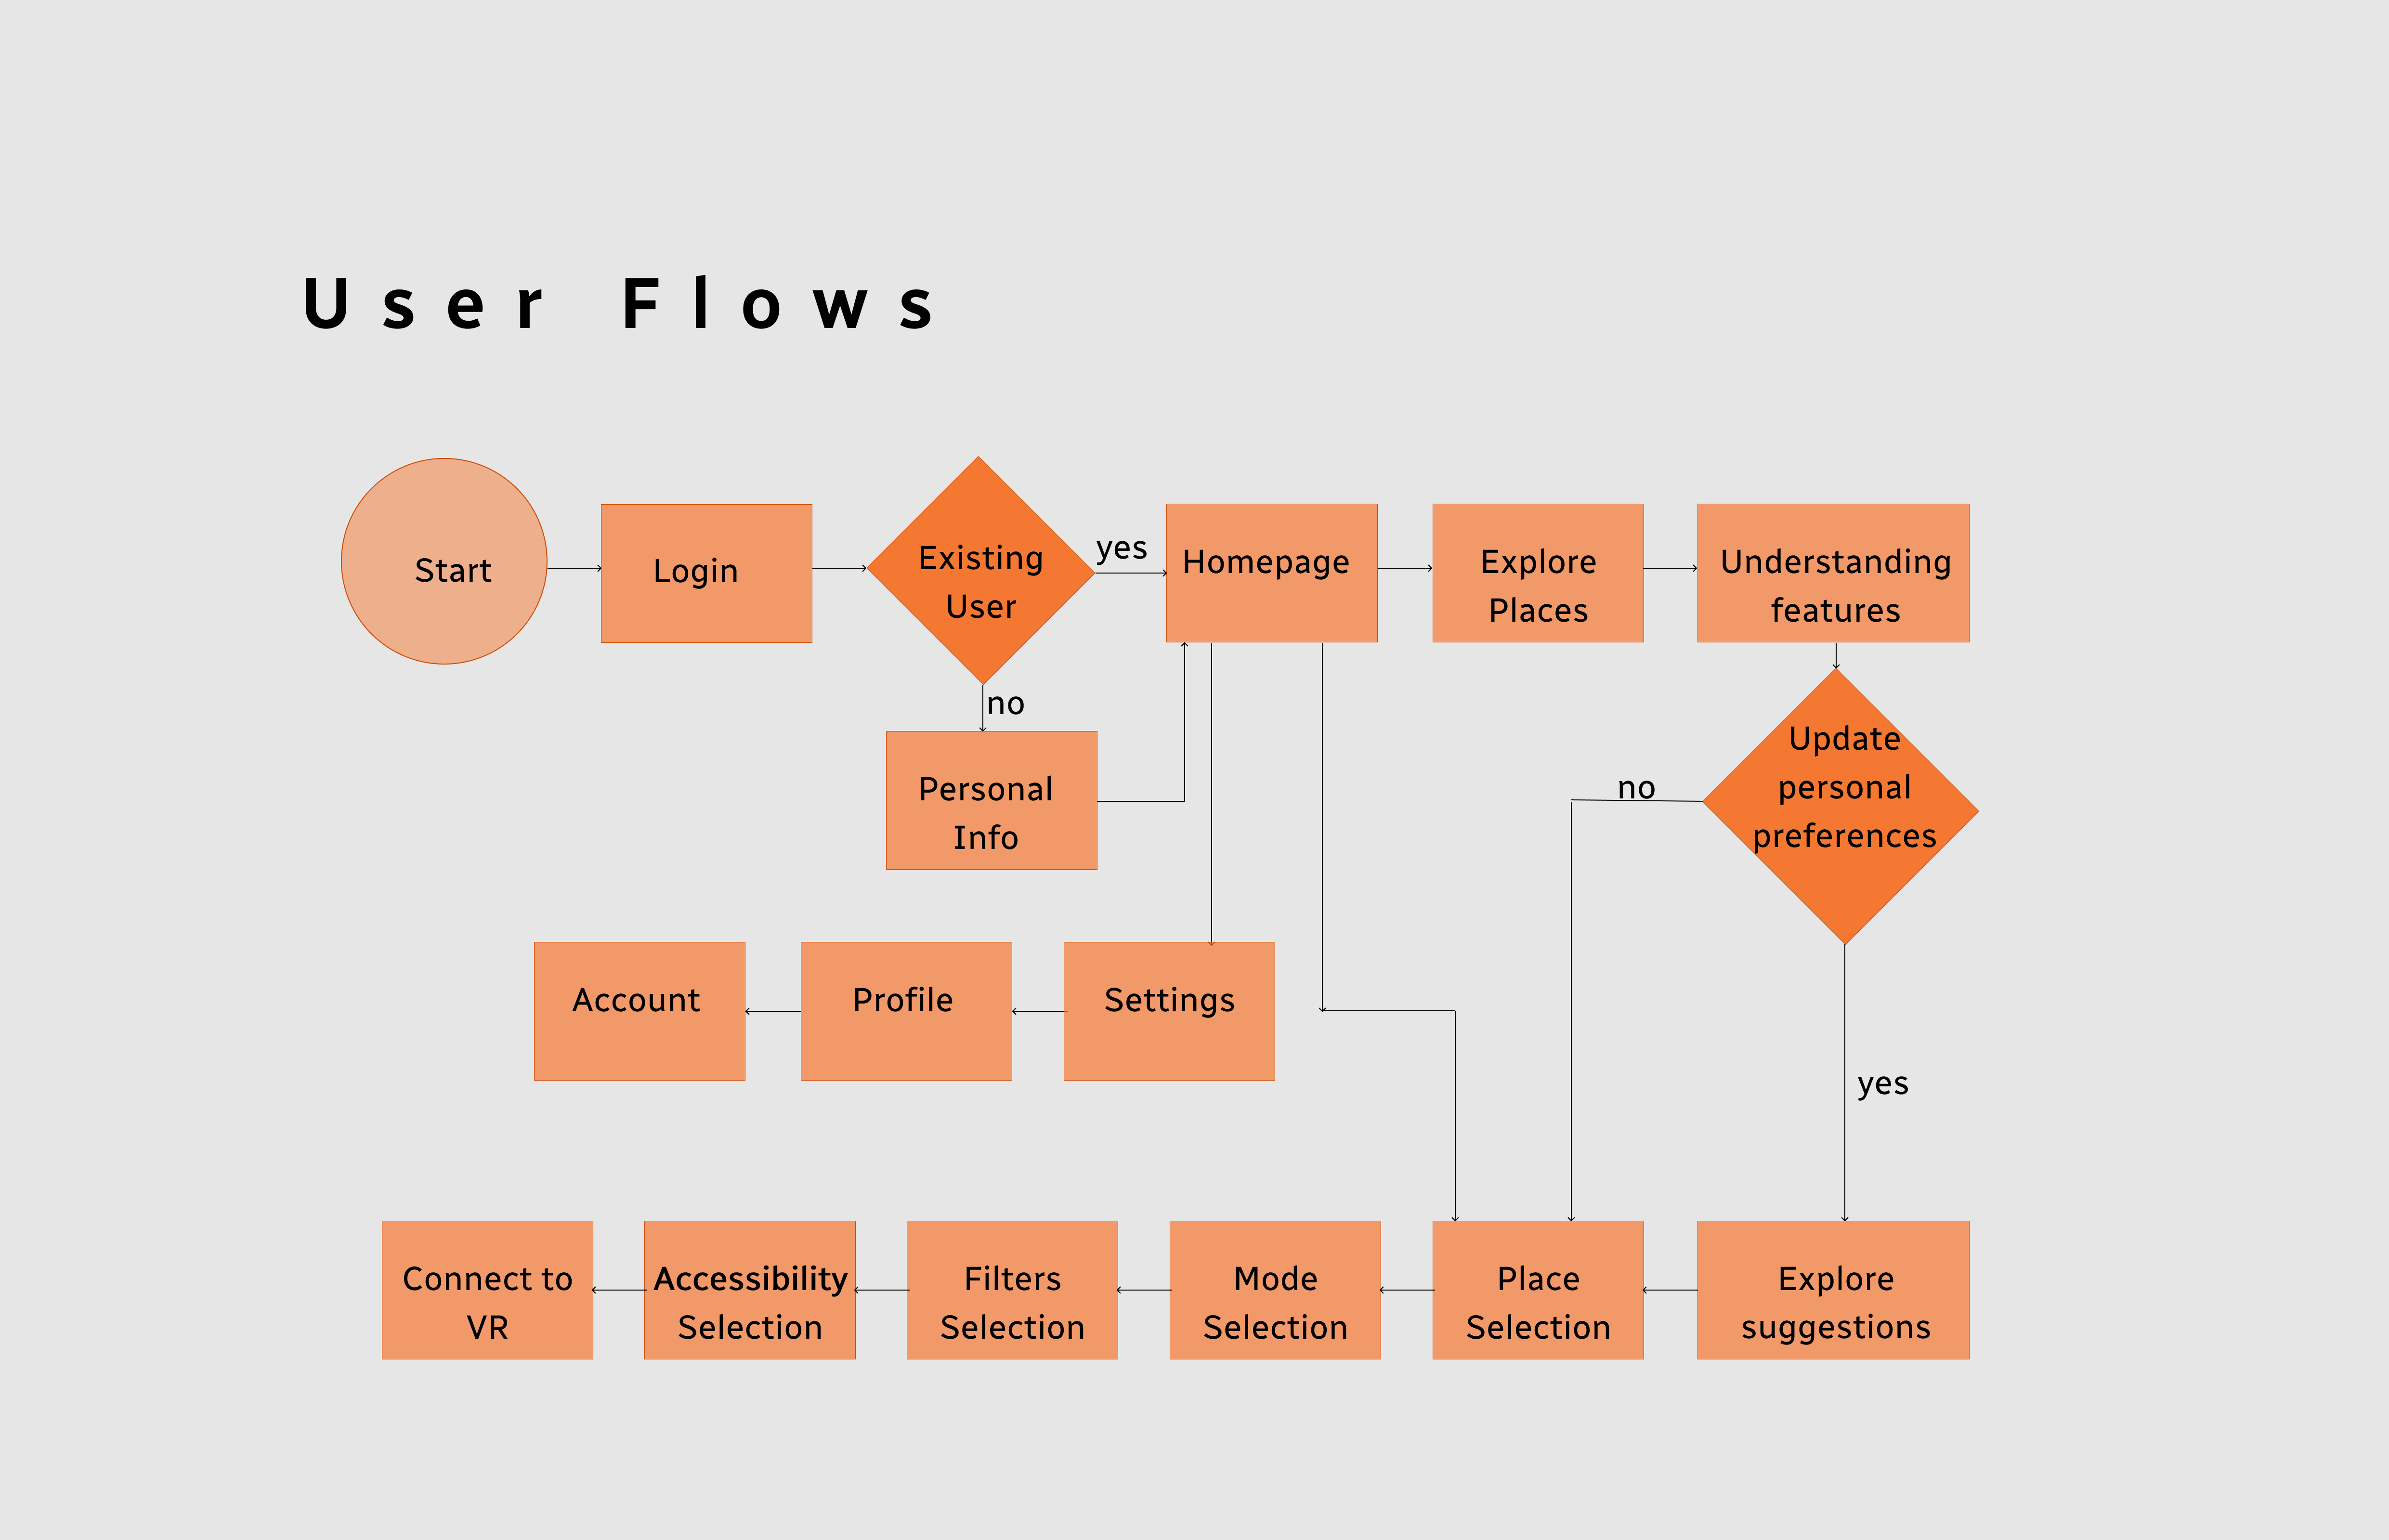 User Flows
Start
Login
Existing
User
yes
Homepage
Explore
Places
Understanding
features
no
Personal
Info
Update
personal
preferences
no
Account
Profile
Settings
yes
Connect to
VR
Accessibility
Selection
Filters
Selection
Mode
Selection
Place
Selection
Explore
suggestions